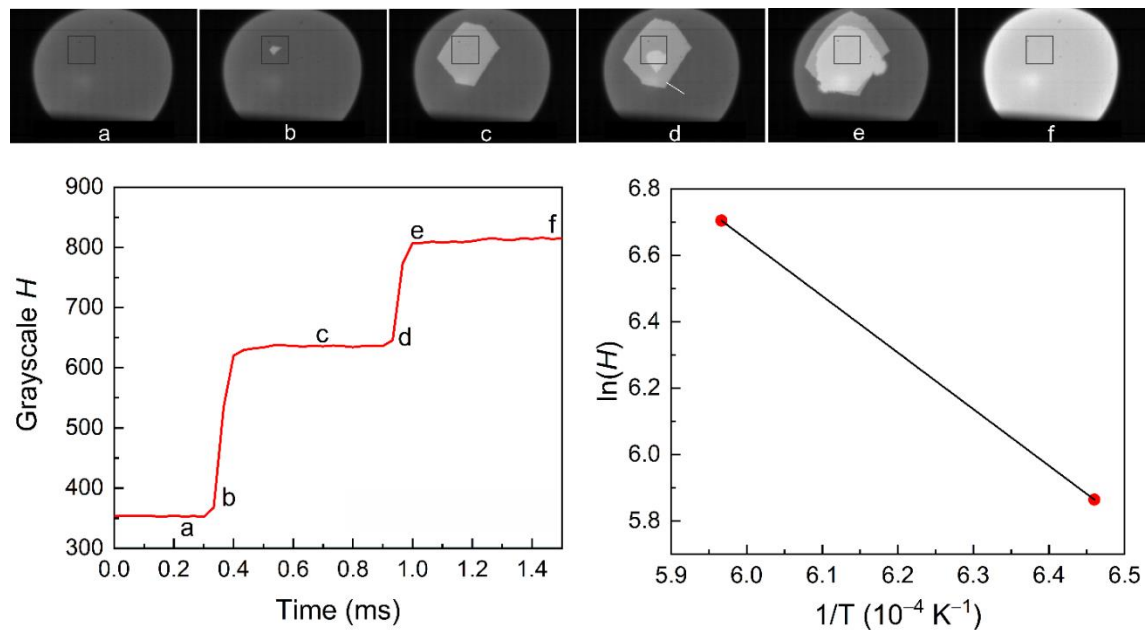 a b c d e f
900
800
700
600
500
400
300
Grayscale H
a
b
c
d
e
f
0.0 0.2 0.4 0.6 0.8 1.0 1.2 1.4
Time (ms)
6.8
6.6
6.4
6.2
6.0
5.8
ln(H)
5.9 6.0 6.1 6.2 6.3 6.4 6.5
1/T (10⁻⁴ K⁻¹)